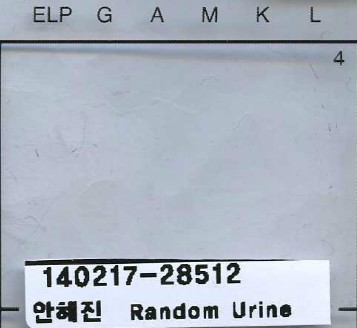 ELP G A M K L
4
140217-28512
안혜진 Random Urine